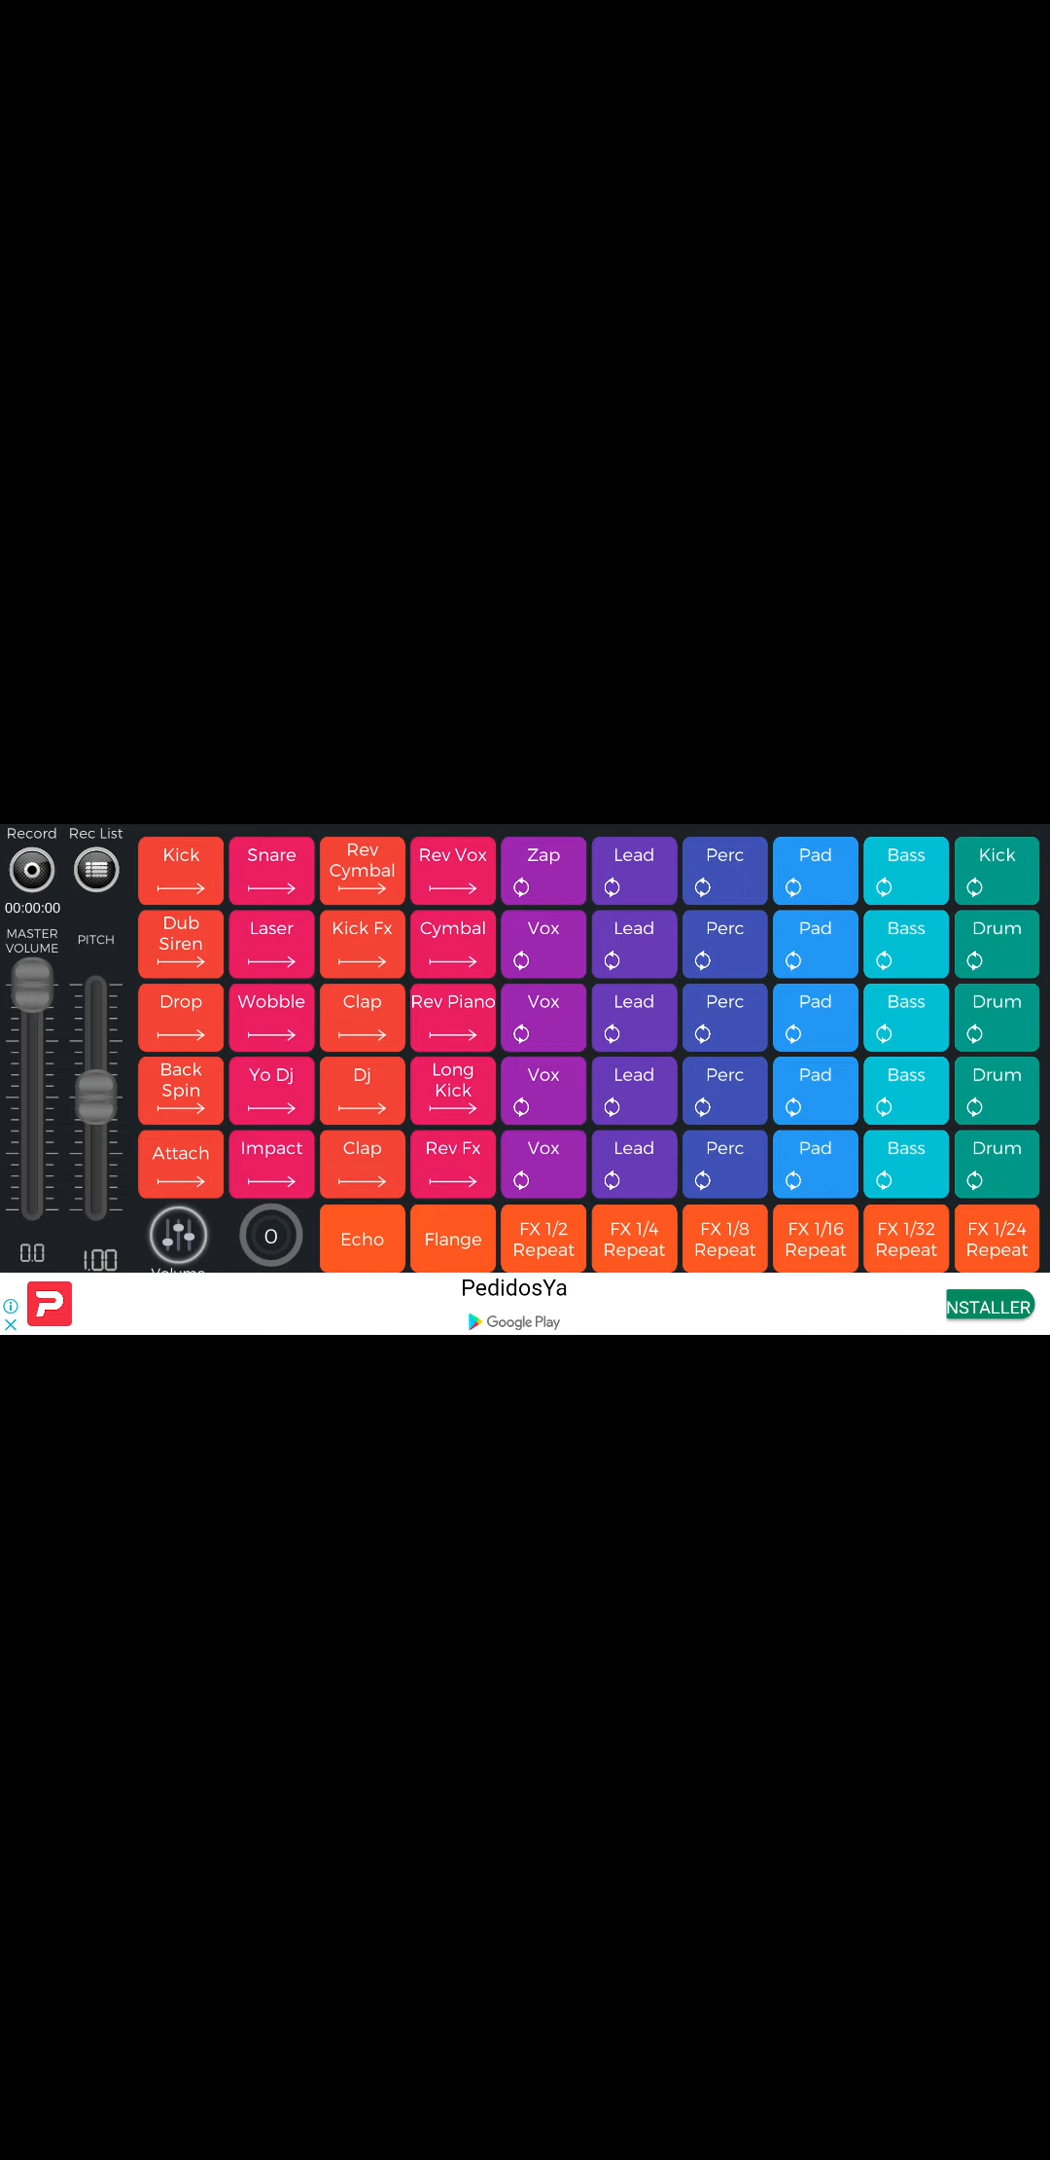 Record Rec List
00:00:00
MASTER VOLUME PITCH
0.0 1.00
Kick Snare Rev Cymbal Rev Vox Zap Lead Perc Pad Bass Kick
Dub Siren Laser Kick Fx Cymbal Vox Lead Perc Pad Bass Drum
Drop Wobble Clap Rev Piano Vox Lead Perc Pad Bass Drum
Back Spin Yo Dj Dj Long Kick Vox Lead Perc Pad Bass Drum
Attach Impact Clap Rev Fx Vox Lead Perc Pad Bass Drum
0 Echo Flange FX 1/2 Repeat FX 1/4 Repeat FX 1/8 Repeat FX 1/16 Repeat FX 1/32 Repeat FX 1/24 Repeat
Volume
PedidosYa
Google Play
NSTALLER